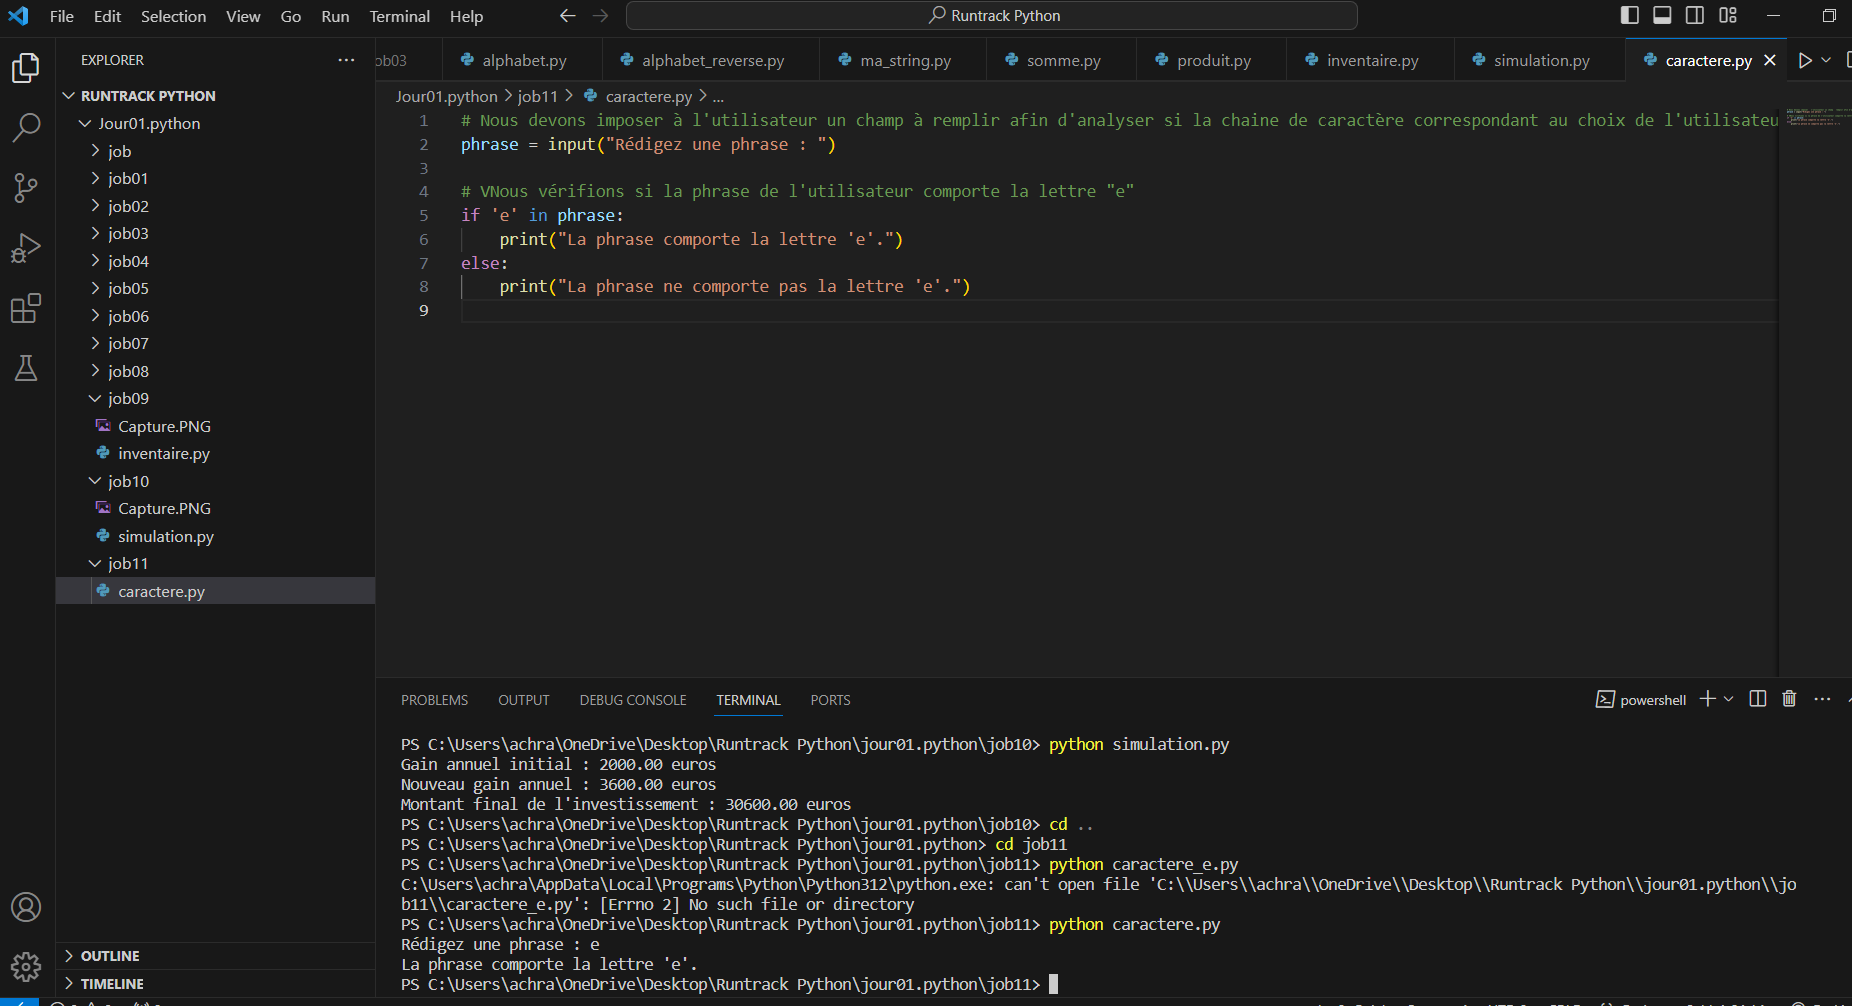 File Edit Selection View Go Run Terminal Help
Runtrack Python
EXPLORER
RUNTRACK PYTHON
Jour01.python
job
job01
job02
job03
job04
job05
job06
job07
job08
job09
Capture.PNG
inventaire.py
job10
Capture.PNG
simulation.py
job11
caractere.py
OUTLINE
TIMELINE
ob03 alphabet.py alphabet_reverse.py ma_string.py somme.py produit.py inventaire.py simulation.py caractere.py
Jour01.python > job11 > caractere.py > ...
1 # Nous devons imposer à l'utilisateur un champ à remplir afin d'analyser si la chaine de caractère correspondant au choix de l'utilisateu
2 phrase = input("Rédigez une phrase : ")
3
4 # VNous vérifions si la phrase de l'utilisateur comporte la lettre "e"
5 if 'e' in phrase:
6     print("La phrase comporte la lettre 'e'.")
7 else:
8     print("La phrase ne comporte pas la lettre 'e'.")
9
PROBLEMS OUTPUT DEBUG CONSOLE TERMINAL PORTS
powershell
PS C:\Users\achra\OneDrive\Desktop\Runtrack Python\jour01.python\job10> python simulation.py
Gain annuel initial : 2000.00 euros
Nouveau gain annuel : 3600.00 euros
Montant final de l'investissement : 30600.00 euros
PS C:\Users\achra\OneDrive\Desktop\Runtrack Python\jour01.python\job10> cd ..
PS C:\Users\achra\OneDrive\Desktop\Runtrack Python\jour01.python> cd job11
PS C:\Users\achra\OneDrive\Desktop\Runtrack Python\jour01.python\job11> python caractere_e.py
C:\Users\achra\AppData\Local\Programs\Python\Python312\python.exe: can't open file 'C:\\Users\\achra\\OneDrive\\Desktop\\Runtrack Python\\jour01.python\\jo
b11\\caractere_e.py': [Errno 2] No such file or directory
PS C:\Users\achra\OneDrive\Desktop\Runtrack Python\jour01.python\job11> python caractere.py
Rédigez une phrase : e
La phrase comporte la lettre 'e'.
PS C:\Users\achra\OneDrive\Desktop\Runtrack Python\jour01.python\job11>